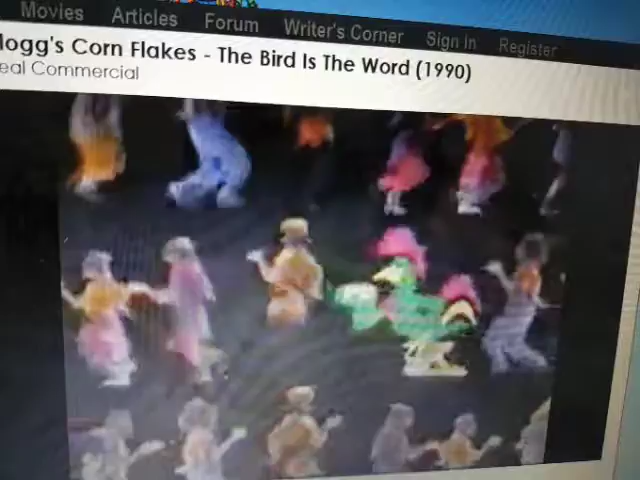 Movies Articles Forum Writer's Corner Sign In Register
logg's Corn Flakes - The Bird Is The Word (1990)
eal Commercial